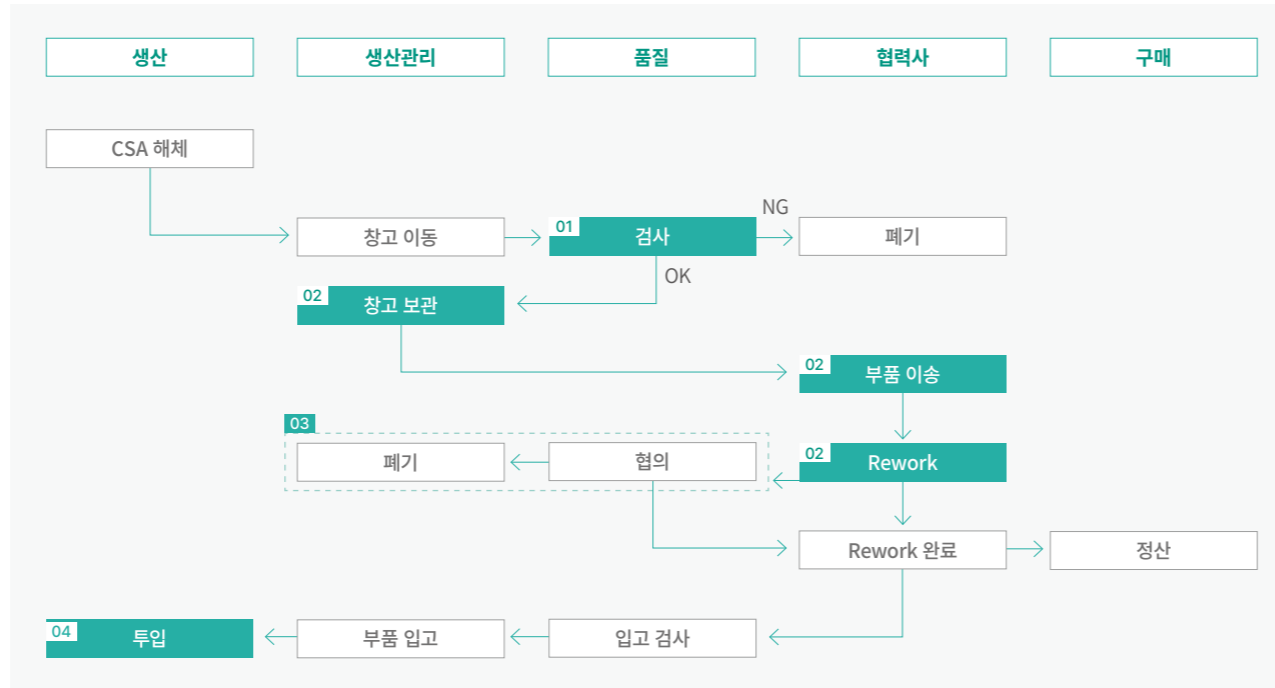 생산
생산관리
품질
협력사
구매
CSA 해체
창고 이동
01
검사
NG
폐기
OK
02
창고 보관
02
부품 이송
03
폐기
협의
02
Rework
Rework 완료
정산
04
투입
부품 입고
입고 검사